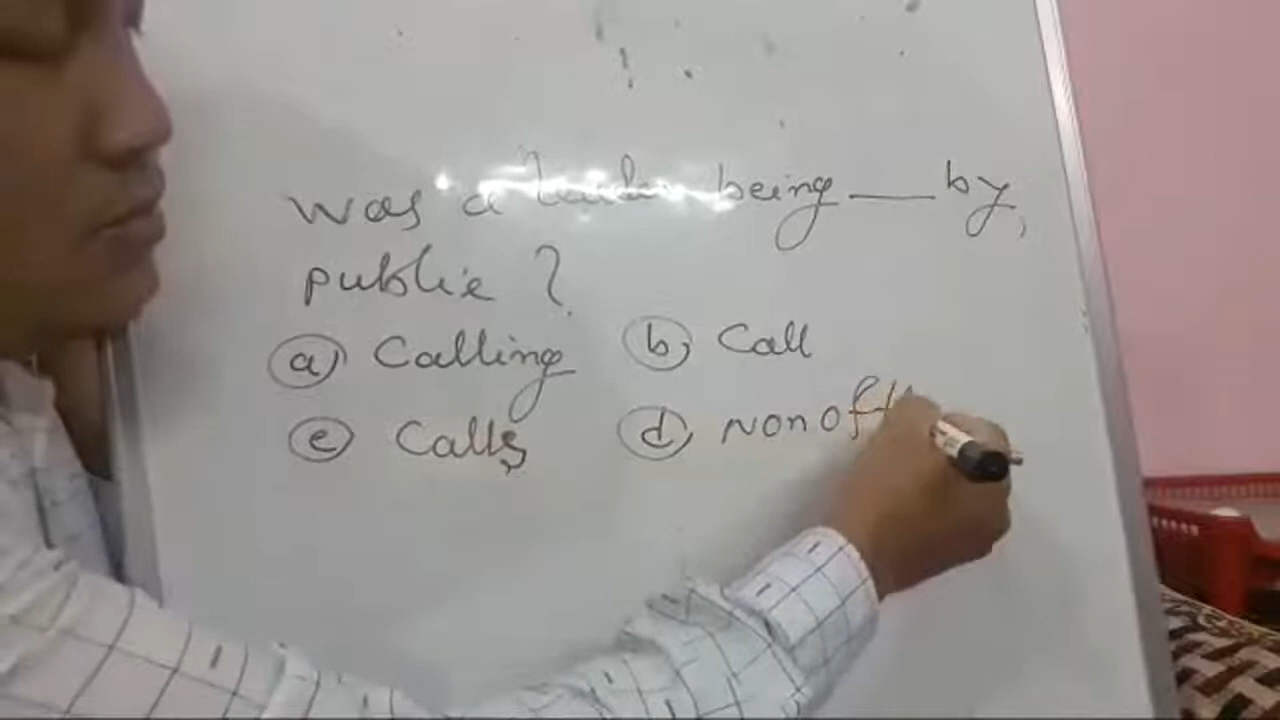 Was a leader being ___ by
public ?
a) Calling b) Call
c) Calls d) Non of